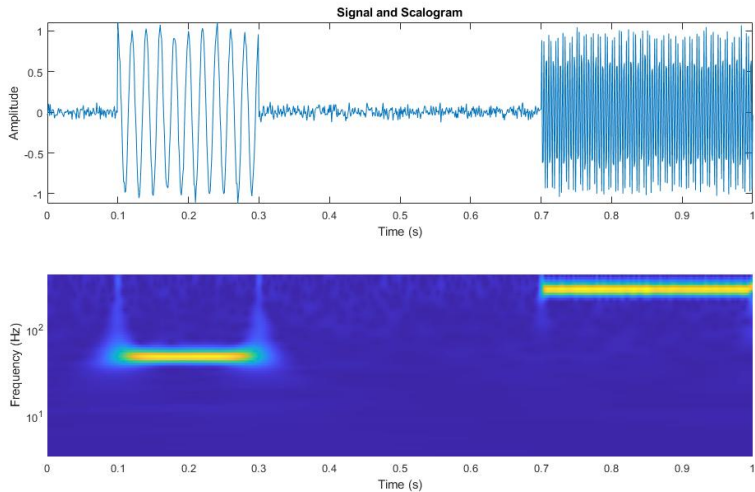 Signal and Scalogram
1
0.5
0
-0.5
-1
Amplitude
0 0.1 0.2 0.3 0.4 0.5 0.6 0.7 0.8 0.9 1
Time (s)
10²
10¹
Frequency (Hz)
0 0.1 0.2 0.3 0.4 0.5 0.6 0.7 0.8 0.9 1
Time (s)